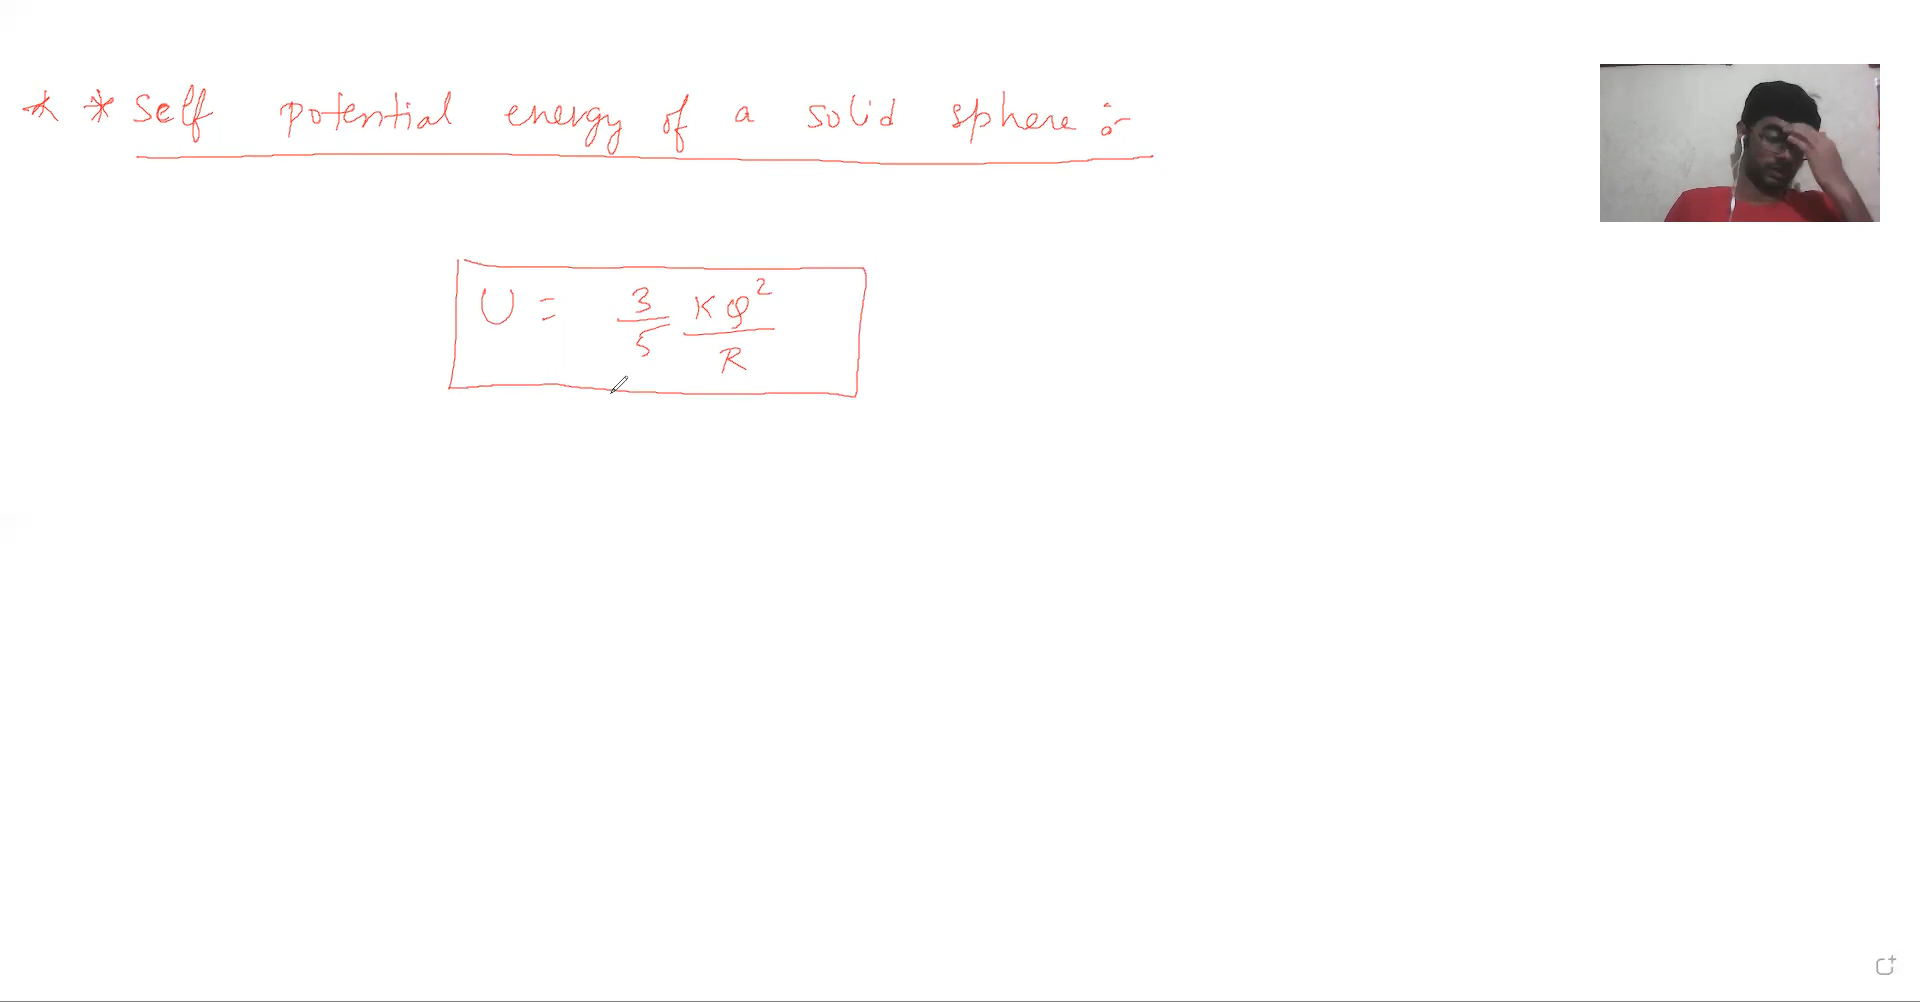 * * Self potential energy of a solid sphere :-
U = 3/5 KQ²/R